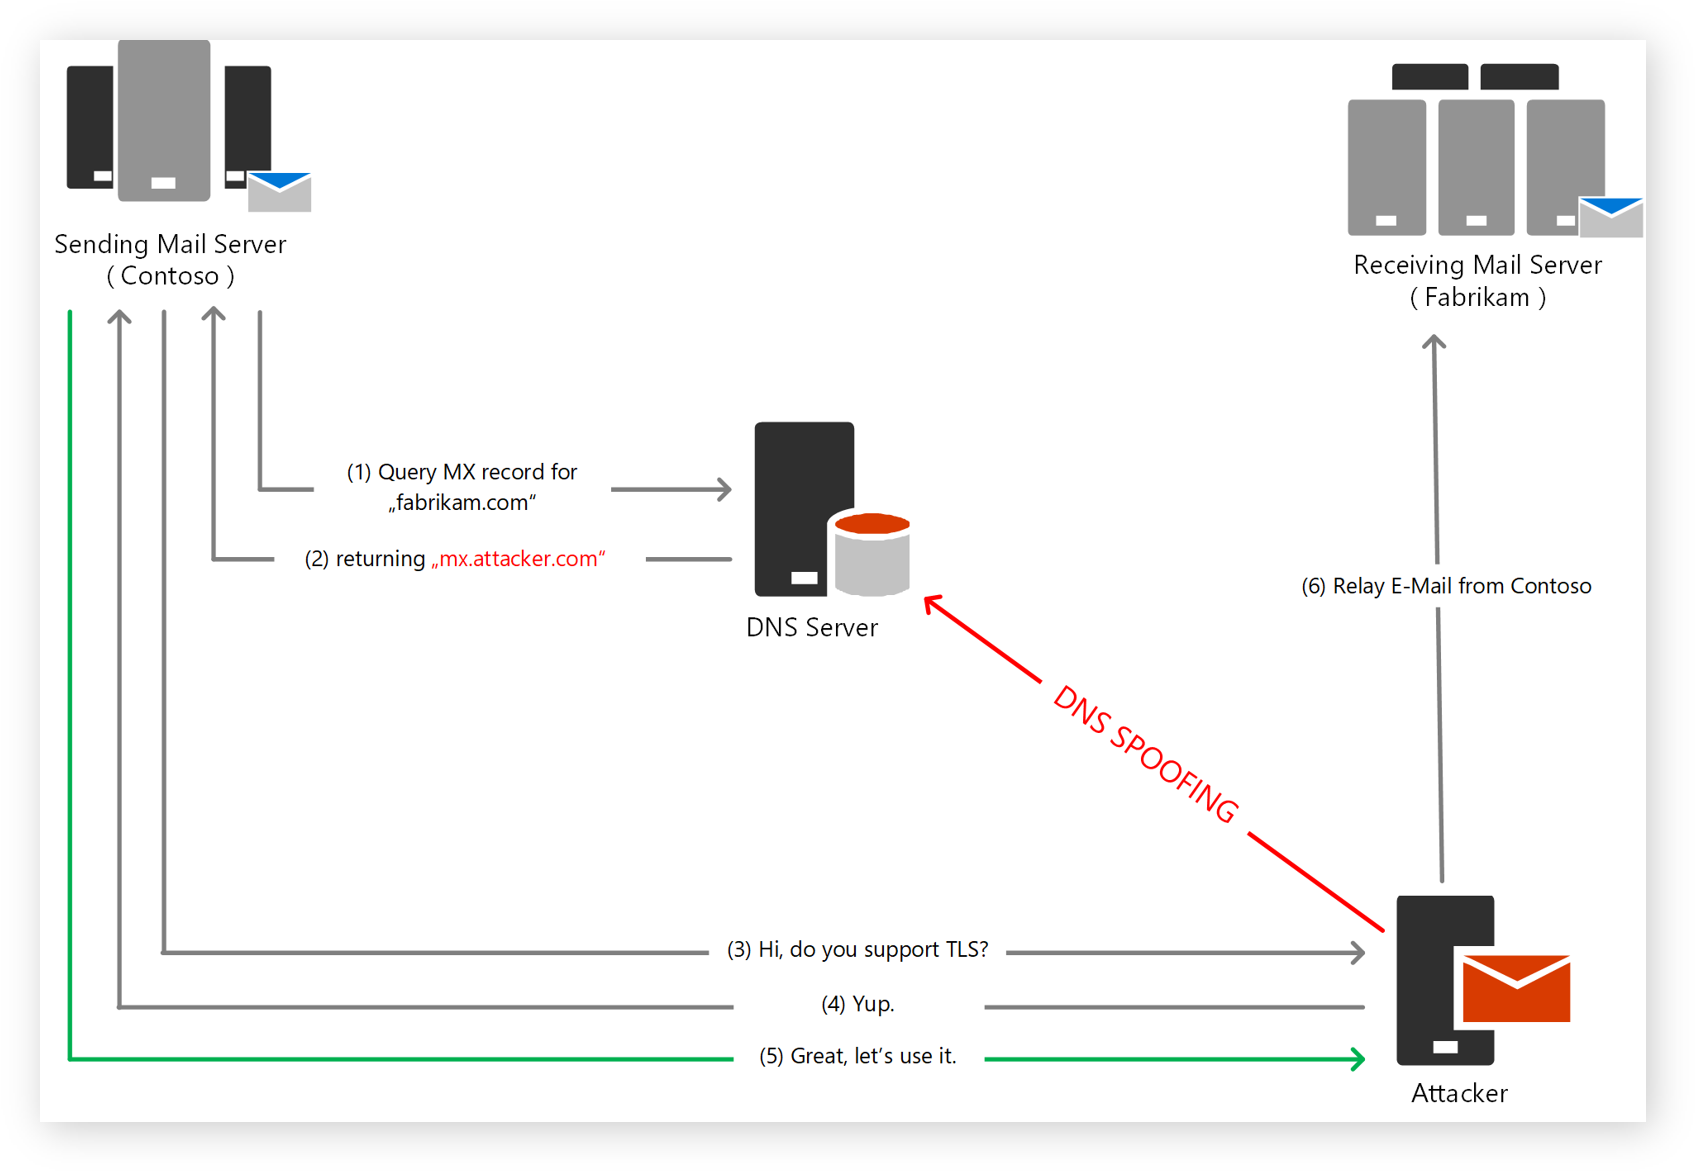 Sending Mail Server
( Contoso )
Receiving Mail Server
( Fabrikam )
(1) Query MX record for
„fabrikam.com“
(2) returning „mx.attacker.com“
DNS Server
(6) Relay E-Mail from Contoso
DNS SPOOFING
(3) Hi, do you support TLS?
(4) Yup.
(5) Great, let’s use it.
Attacker